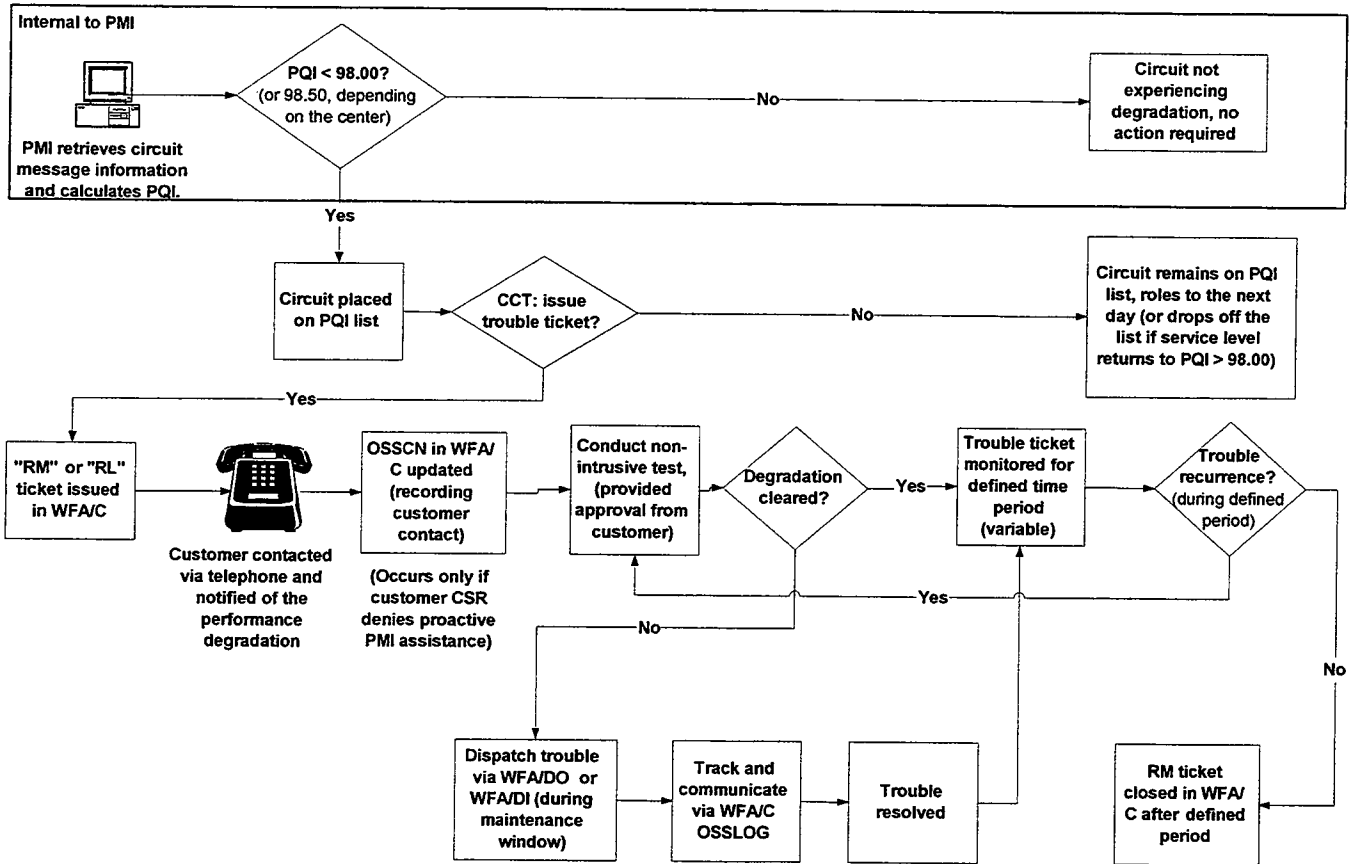 Internal to PMI
PMI retrieves circuit
message information
and calculates PQI.
PQI < 98.00?
(or 98.50, depending
on the center)
No
Circuit not
experiencing
degradation, no
action required
Yes
Circuit placed
on PQI list
CCT: issue
trouble ticket?
No
Circuit remains on PQI
list, roles to the next
day (or drops off the
list if service level
returns to PQI > 98.00)
Yes
"RM" or "RL"
ticket issued
in WFA/C
Customer contacted
via telephone and
notified of the
performance
degradation
OSSCN in WFA/
C updated
(recording
customer
contact)
(Occurs only if
customer CSR
denies proactive
PMI assistance)
Conduct non-
intrusive test,
(provided
approval from
customer)
Degradation
cleared?
Yes
Trouble ticket
monitored for
defined time
period
(variable)
Trouble
recurrence?
(during defined
period)
Yes
No
No
Dispatch trouble
via WFA/DO or
WFA/DI (during
maintenance
window)
Track and
communicate
via WFA/C
OSSLOG
Trouble
resolved
RM ticket
closed in WFA/
C after defined
period